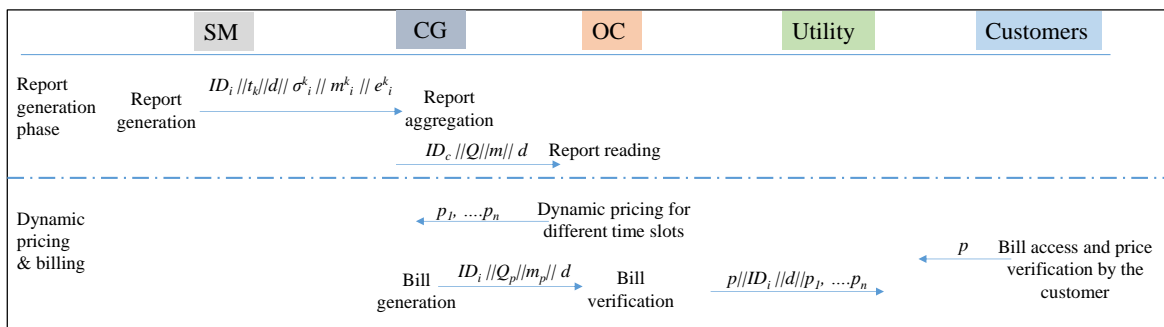 SM CG OC Utility Customers
Report
generation
phase
Report
generation
ID_i ||t_k||d|| σ^k_i || m^k_i || e^k_i
Report
aggregation
ID_c ||Q||m|| d
Report reading
Dynamic
pricing
& billing
p_1, ....p_n
Dynamic pricing for
different time slots
Bill
generation
ID_i ||Q_p||m_p|| d
Bill
verification
p||ID_i ||d||p_1, ....p_n
p
Bill access and price
verification by the
customer